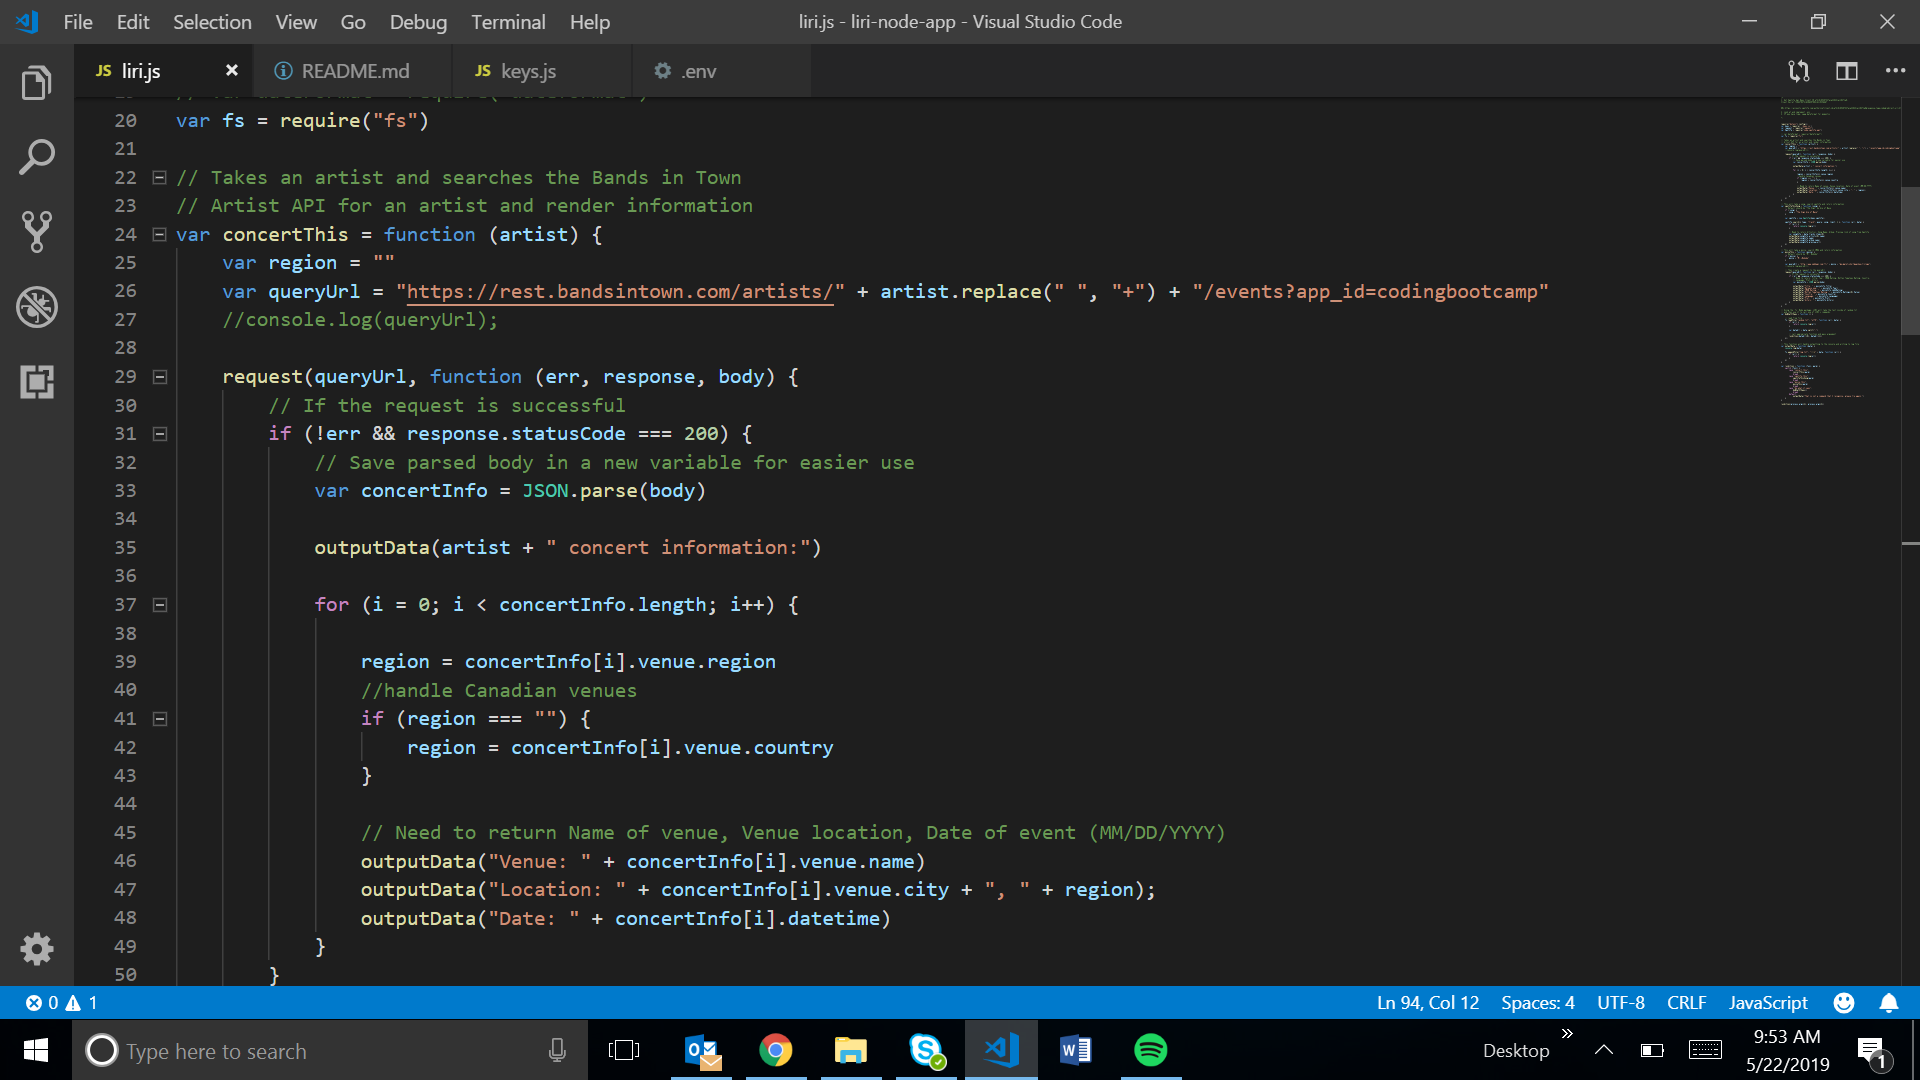 File Edit Selection View Go Debug Terminal Help liri.js - liri-node-app - Visual Studio Code
JS liri.js README.md JS keys.js .env
20 var fs = require("fs")
21
22 // Takes an artist and searches the Bands in Town
23 // Artist API for an artist and render information
24 var concertThis = function (artist) {
25 var region = ""
26 var queryUrl = "https://rest.bandsintown.com/artists/" + artist.replace(" ", "+") + "/events?app_id=codingbootcamp"
27 //console.log(queryUrl);
28
29 request(queryUrl, function (err, response, body) {
30 // If the request is successful
31 if (!err && response.statusCode === 200) {
32 // Save parsed body in a new variable for easier use
33 var concertInfo = JSON.parse(body)
34
35 outputData(artist + " concert information:")
36
37 for (i = 0; i < concertInfo.length; i++) {
38
39 region = concertInfo[i].venue.region
40 //handle Canadian venues
41 if (region === "") {
42 region = concertInfo[i].venue.country
43 }
44
45 // Need to return Name of venue, Venue location, Date of event (MM/DD/YYYY)
46 outputData("Venue: " + concertInfo[i].venue.name)
47 outputData("Location: " + concertInfo[i].venue.city + ", " + region);
48 outputData("Date: " + concertInfo[i].datetime)
49 }
50 }
0 1 Ln 94, Col 12 Spaces: 4 UTF-8 CRLF JavaScript
Type here to search Desktop 9:53 AM
5/22/2019 1